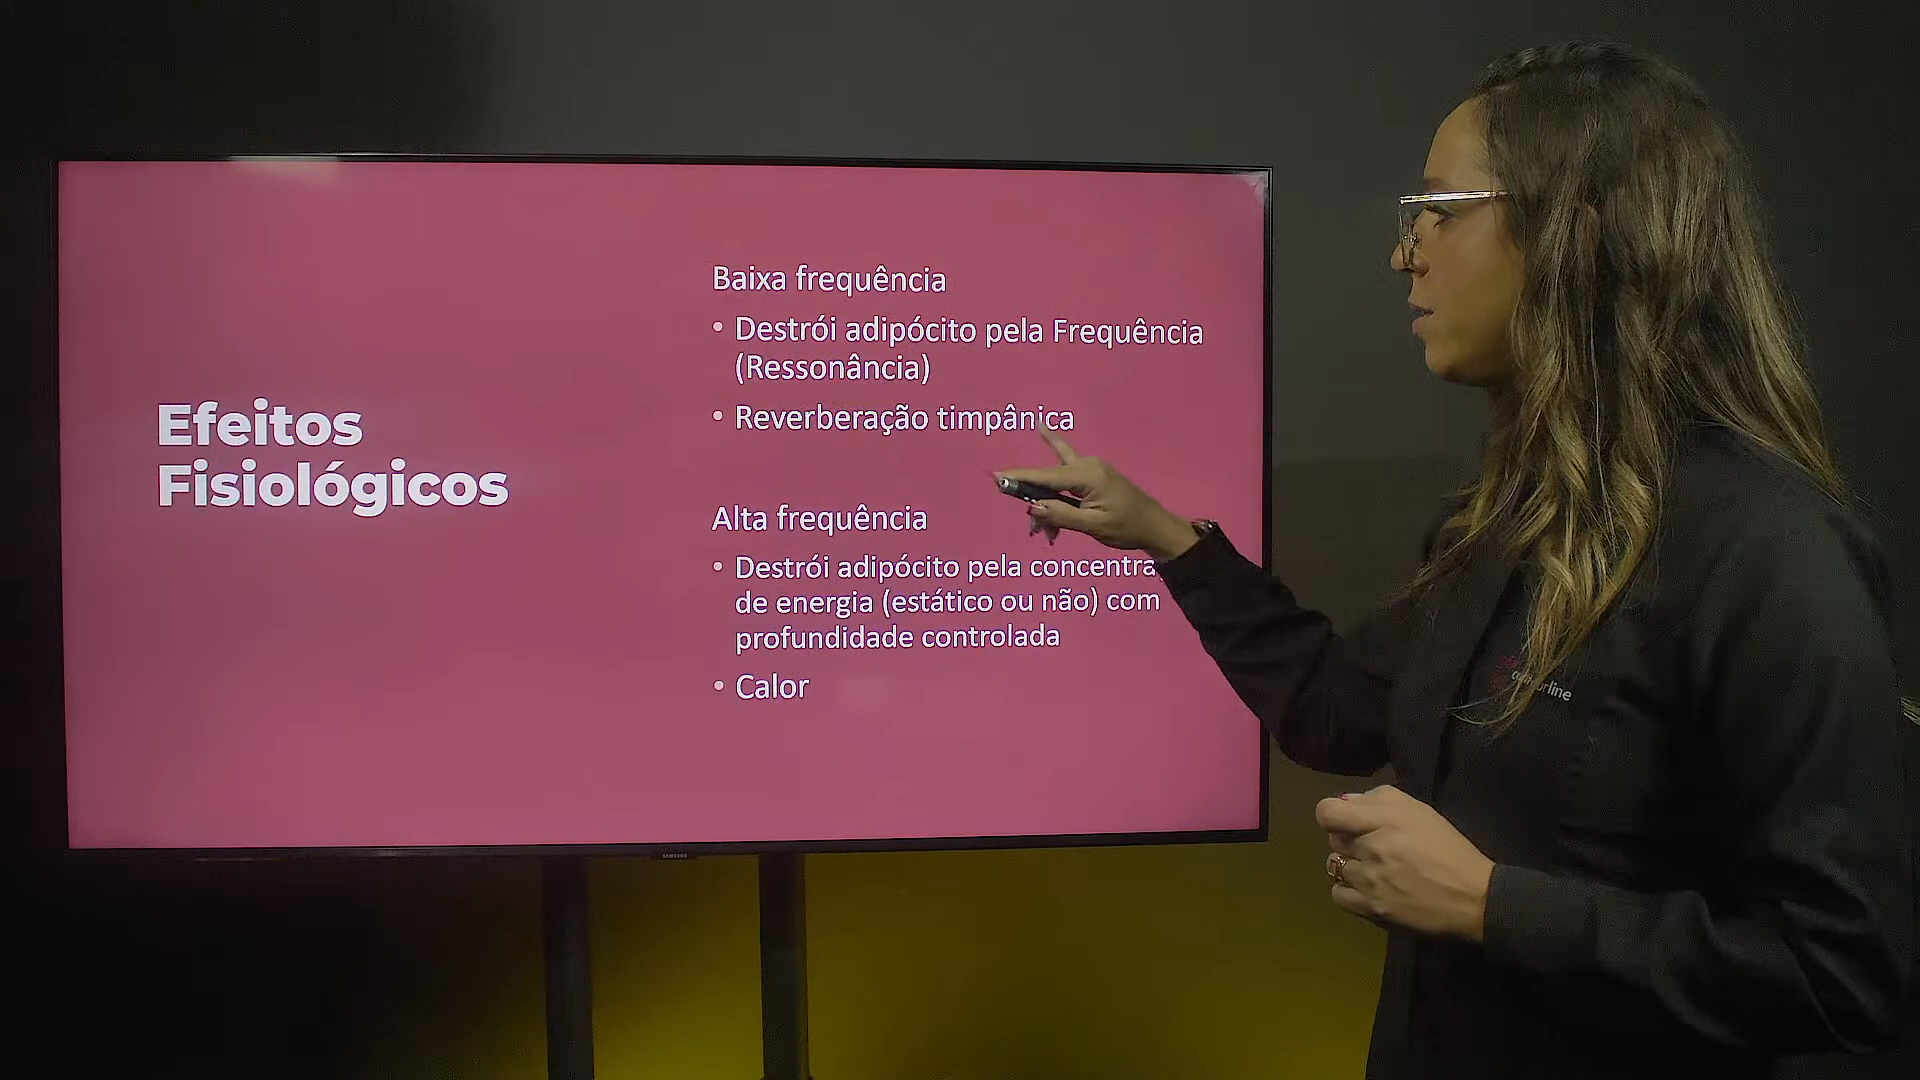 Efeitos
Fisiológicos
Baixa frequência
• Destrói adipócito pela Frequência
(Ressonância)
• Reverberação timpânica
Alta frequência
• Destrói adipócito pela
de energia (estático ou não) com
profundidade controlada
• Calor
SAMSUNG